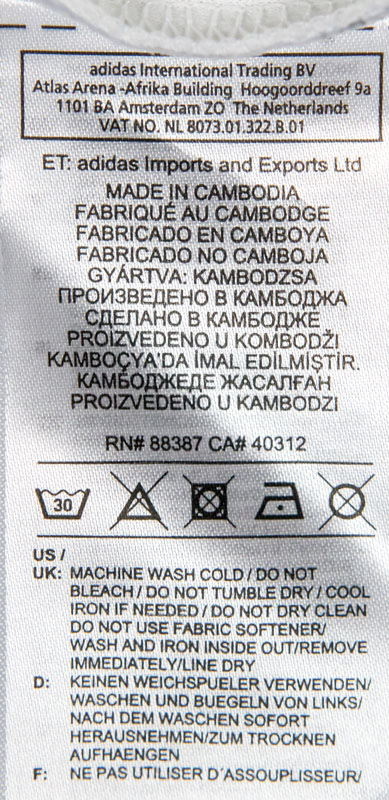 adidas International Trading BV
Atlas Arena -Afrika Building Hoogoorddreef 9a
1101 BA Amsterdam ZO The Netherlands
VAT NO. NL 8073.01.322.B.01
ET: adidas Imports and Exports Ltd
MADE IN CAMBODIA
FABRIQUÉ AU CAMBODGE
FABRICADO EN CAMBOYA
FABRICADO NO CAMBOJA
GYÁRTVA: KAMBODZSA
ПРОИЗВЕДЕНО В КАМБОДЖА
СДЕЛАНО В КАМБОДЖЕ
PROIZVEDENO U KOMBODŽI
KAMBOÇYA'DA İMAL EDİLMİŞTİR.
КАМБОДЖЕДЕ ЖАСАЛҒАН
PROIZVEDENO U KAMBODZI
RN# 88387 CA# 40312
30
US /
UK: MACHINE WASH COLD / DO NOT
BLEACH / DO NOT TUMBLE DRY / COOL
IRON IF NEEDED / DO NOT DRY CLEAN
DO NOT USE FABRIC SOFTENER/
WASH AND IRON INSIDE OUT/REMOVE
IMMEDIATELY/LINE DRY
D: KEINEN WEICHSPUELER VERWENDEN/
WASCHEN UND BUEGELN VON LINKS/
NACH DEM WASCHEN SOFORT
HERAUSNEHMEN/ZUM TROCKNEN
AUFHAENGEN
F: NE PAS UTILISER D´ASSOUPLISSEUR/